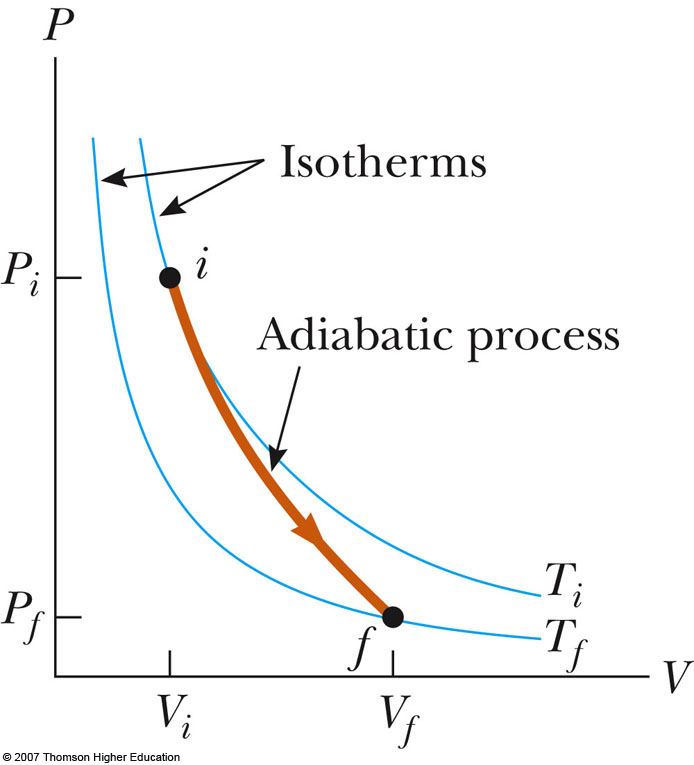 P
Isotherms
P_i
i
Adiabatic process
T_i
P_f
f
T_f
V
V_i
V_f
© 2007 Thomson Higher Education